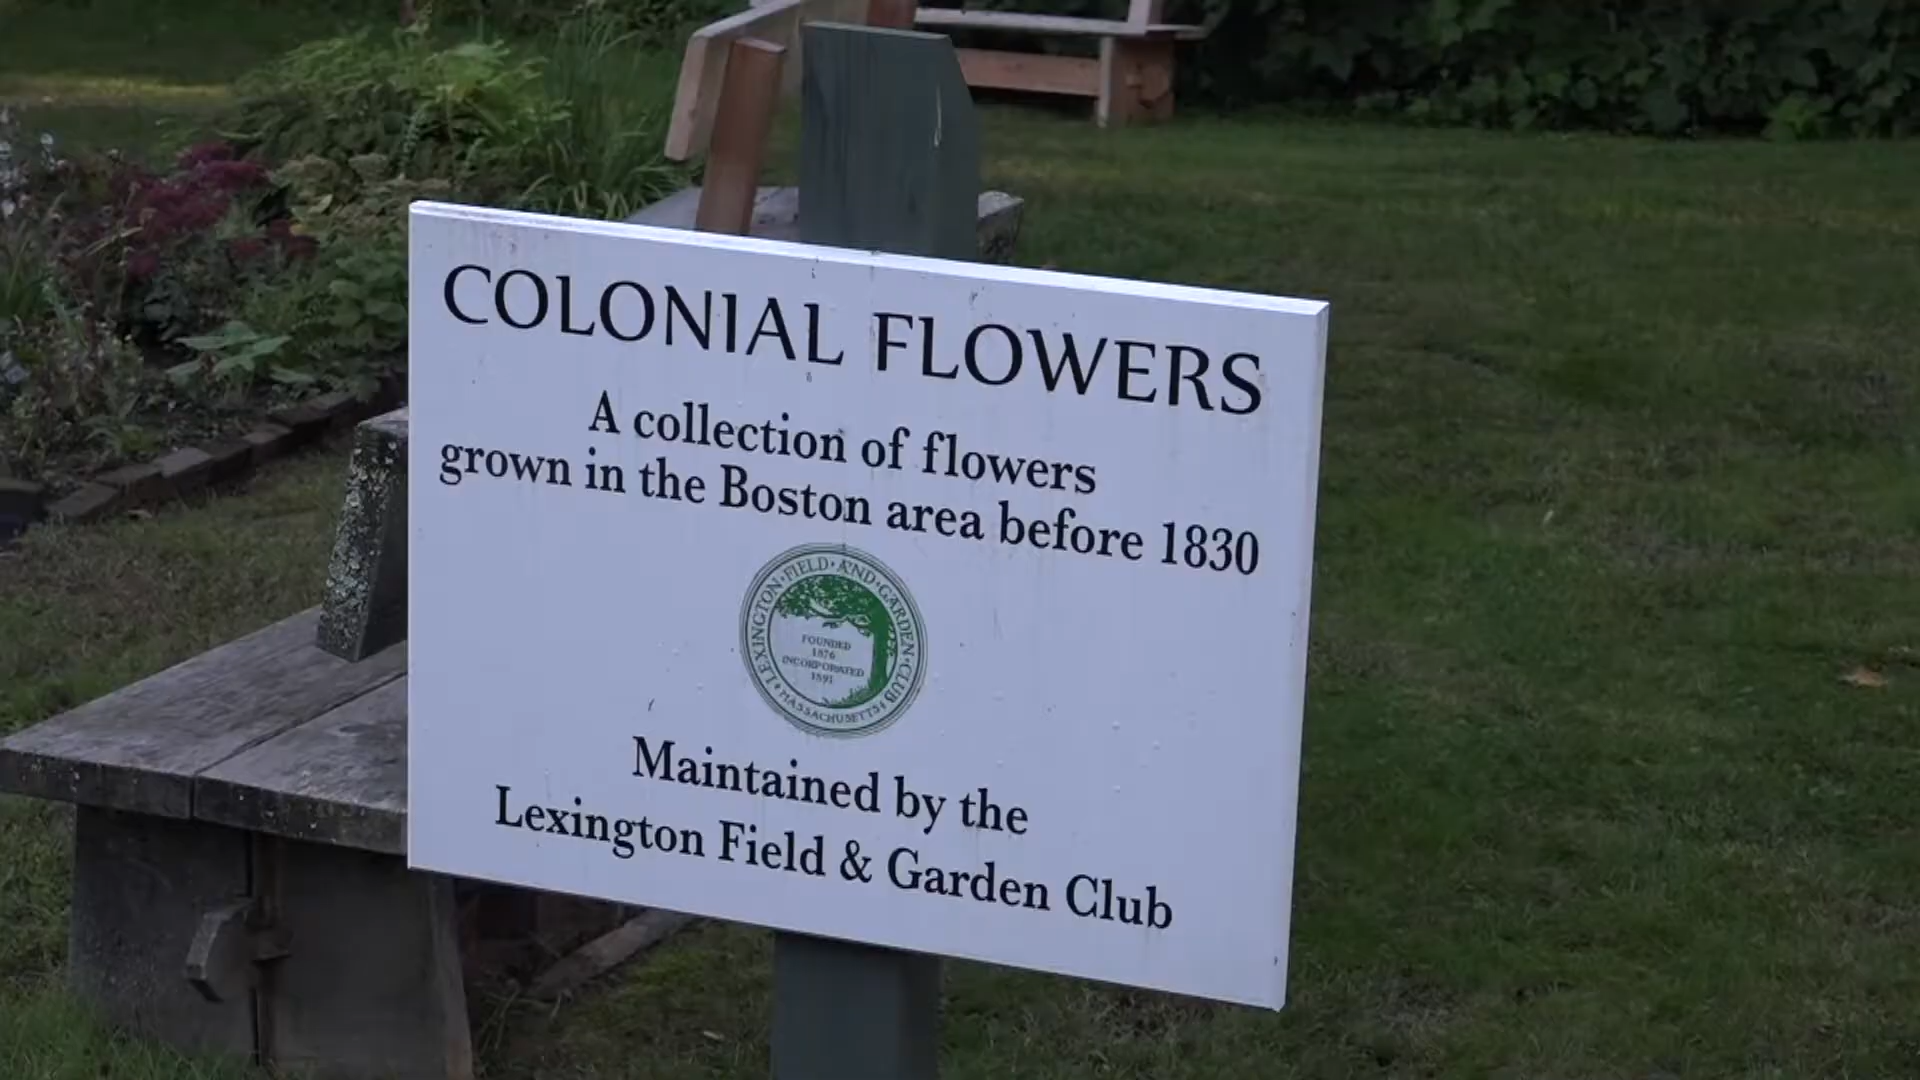 COLONIAL FLOWERS
A collection of flowers
grown in the Boston area before 1830
LEXINGTON·FIELD·AND·GARDEN·CLUB
FOUNDED
1876
INCORPORATED
1891
MASSACHUSETTS
Maintained by the
Lexington Field & Garden Club